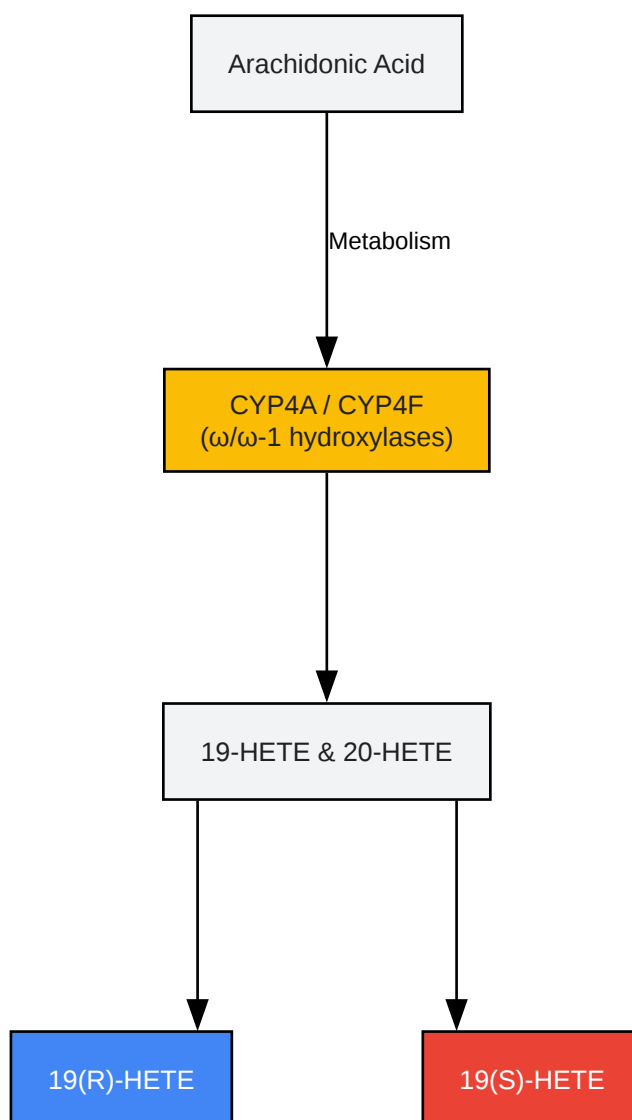 Arachidonic Acid
Metabolism
CYP4A / CYP4F
(ω/ω-1 hydroxylases)
19-HETE & 20-HETE
19(R)-HETE
19(S)-HETE